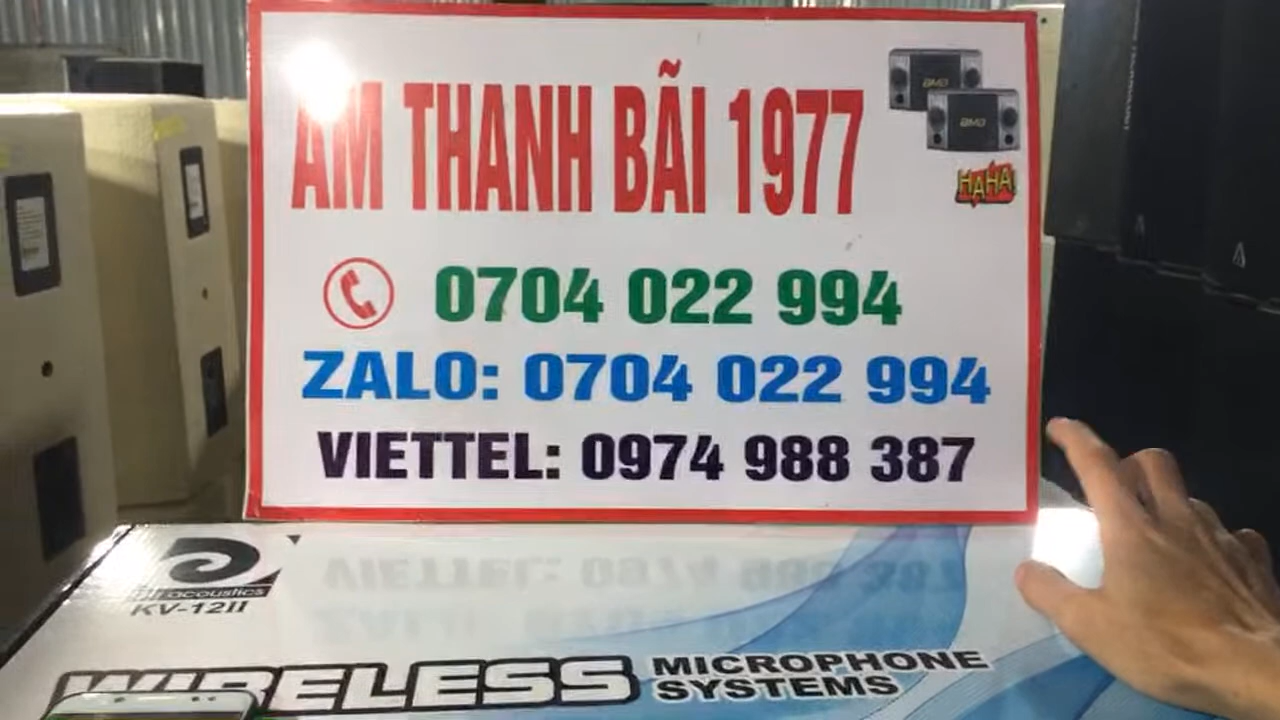 ÂM THANH BÃI 1977
BMB
BMB
HAHA!
0704 022 994
ZALO: 0704 022 994
VIETTEL: 0974 988 387
acoustics
KV-12II
WIRELESS MICROPHONE
SYSTEMS